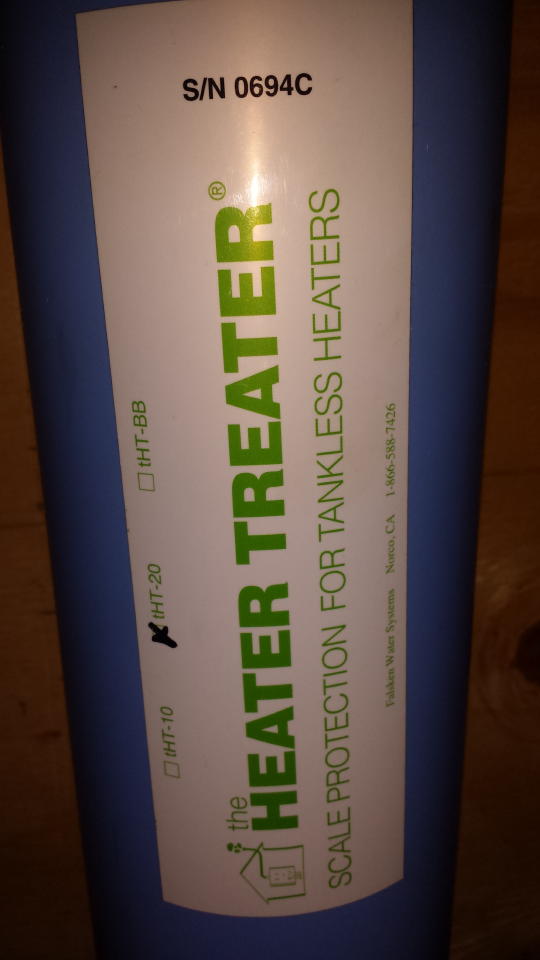 S/N 0694C
☐ tHT-10 ☒ tHT-20 ☐ tHT-BB
the
HEATER TREATER®
SCALE PROTECTION FOR TANKLESS HEATERS
Falsken Water Systems Norco, CA 1-866-588-7426